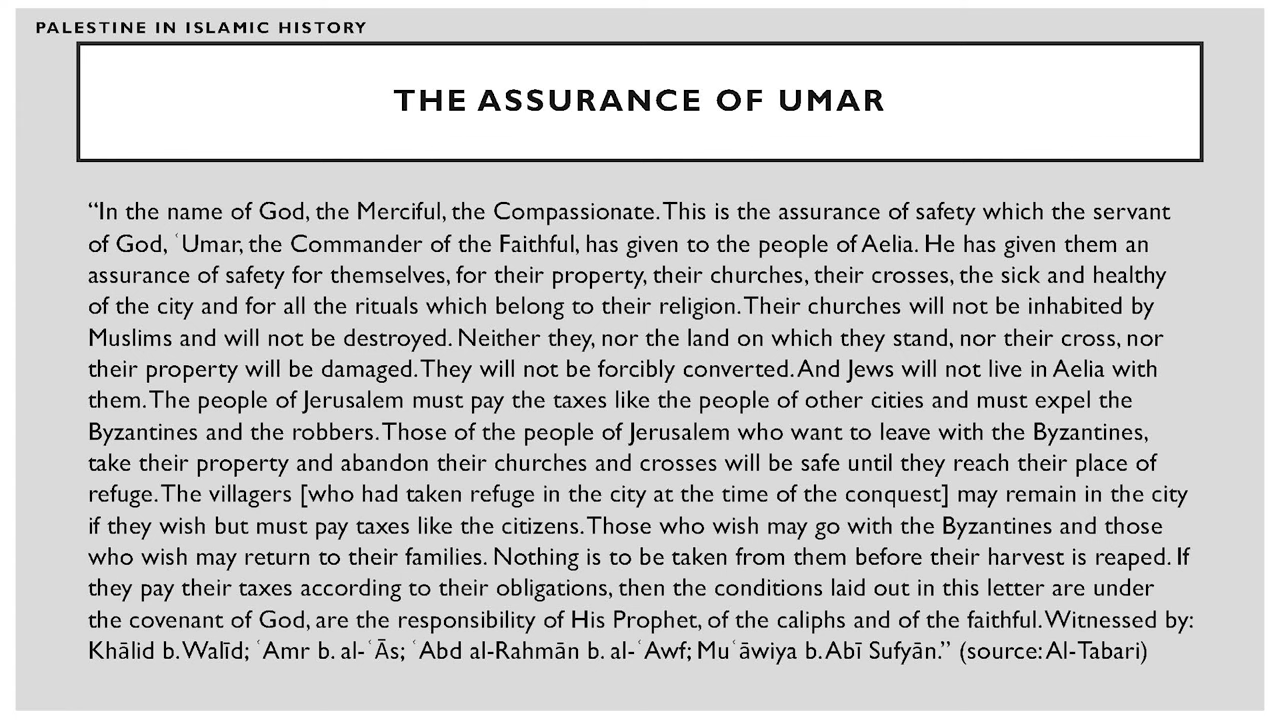 PALESTINE IN ISLAMIC HISTORY
THE ASSURANCE OF UMAR
“In the name of God, the Merciful, the Compassionate. This is the assurance of safety which the servant
of God, ʿUmar, the Commander of the Faithful, has given to the people of Aelia. He has given them an
assurance of safety for themselves, for their property, their churches, their crosses, the sick and healthy
of the city and for all the rituals which belong to their religion. Their churches will not be inhabited by
Muslims and will not be destroyed. Neither they, nor the land on which they stand, nor their cross, nor
their property will be damaged. They will not be forcibly converted. And Jews will not live in Aelia with
them. The people of Jerusalem must pay the taxes like the people of other cities and must expel the
Byzantines and the robbers. Those of the people of Jerusalem who want to leave with the Byzantines,
take their property and abandon their churches and crosses will be safe until they reach their place of
refuge. The villagers [who had taken refuge in the city at the time of the conquest] may remain in the city
if they wish but must pay taxes like the citizens. Those who wish may go with the Byzantines and those
who wish may return to their families. Nothing is to be taken from them before their harvest is reaped. If
they pay their taxes according to their obligations, then the conditions laid out in this letter are under
the covenant of God, are the responsibility of His Prophet, of the caliphs and of the faithful. Witnessed by:
Khālid b. Walīd; ʿAmr b. al-ʿĀs; ʿAbd al-Rahmān b. al-ʿAwf; Muʿāwiya b. Abī Sufyān.” (source: Al-Tabari)